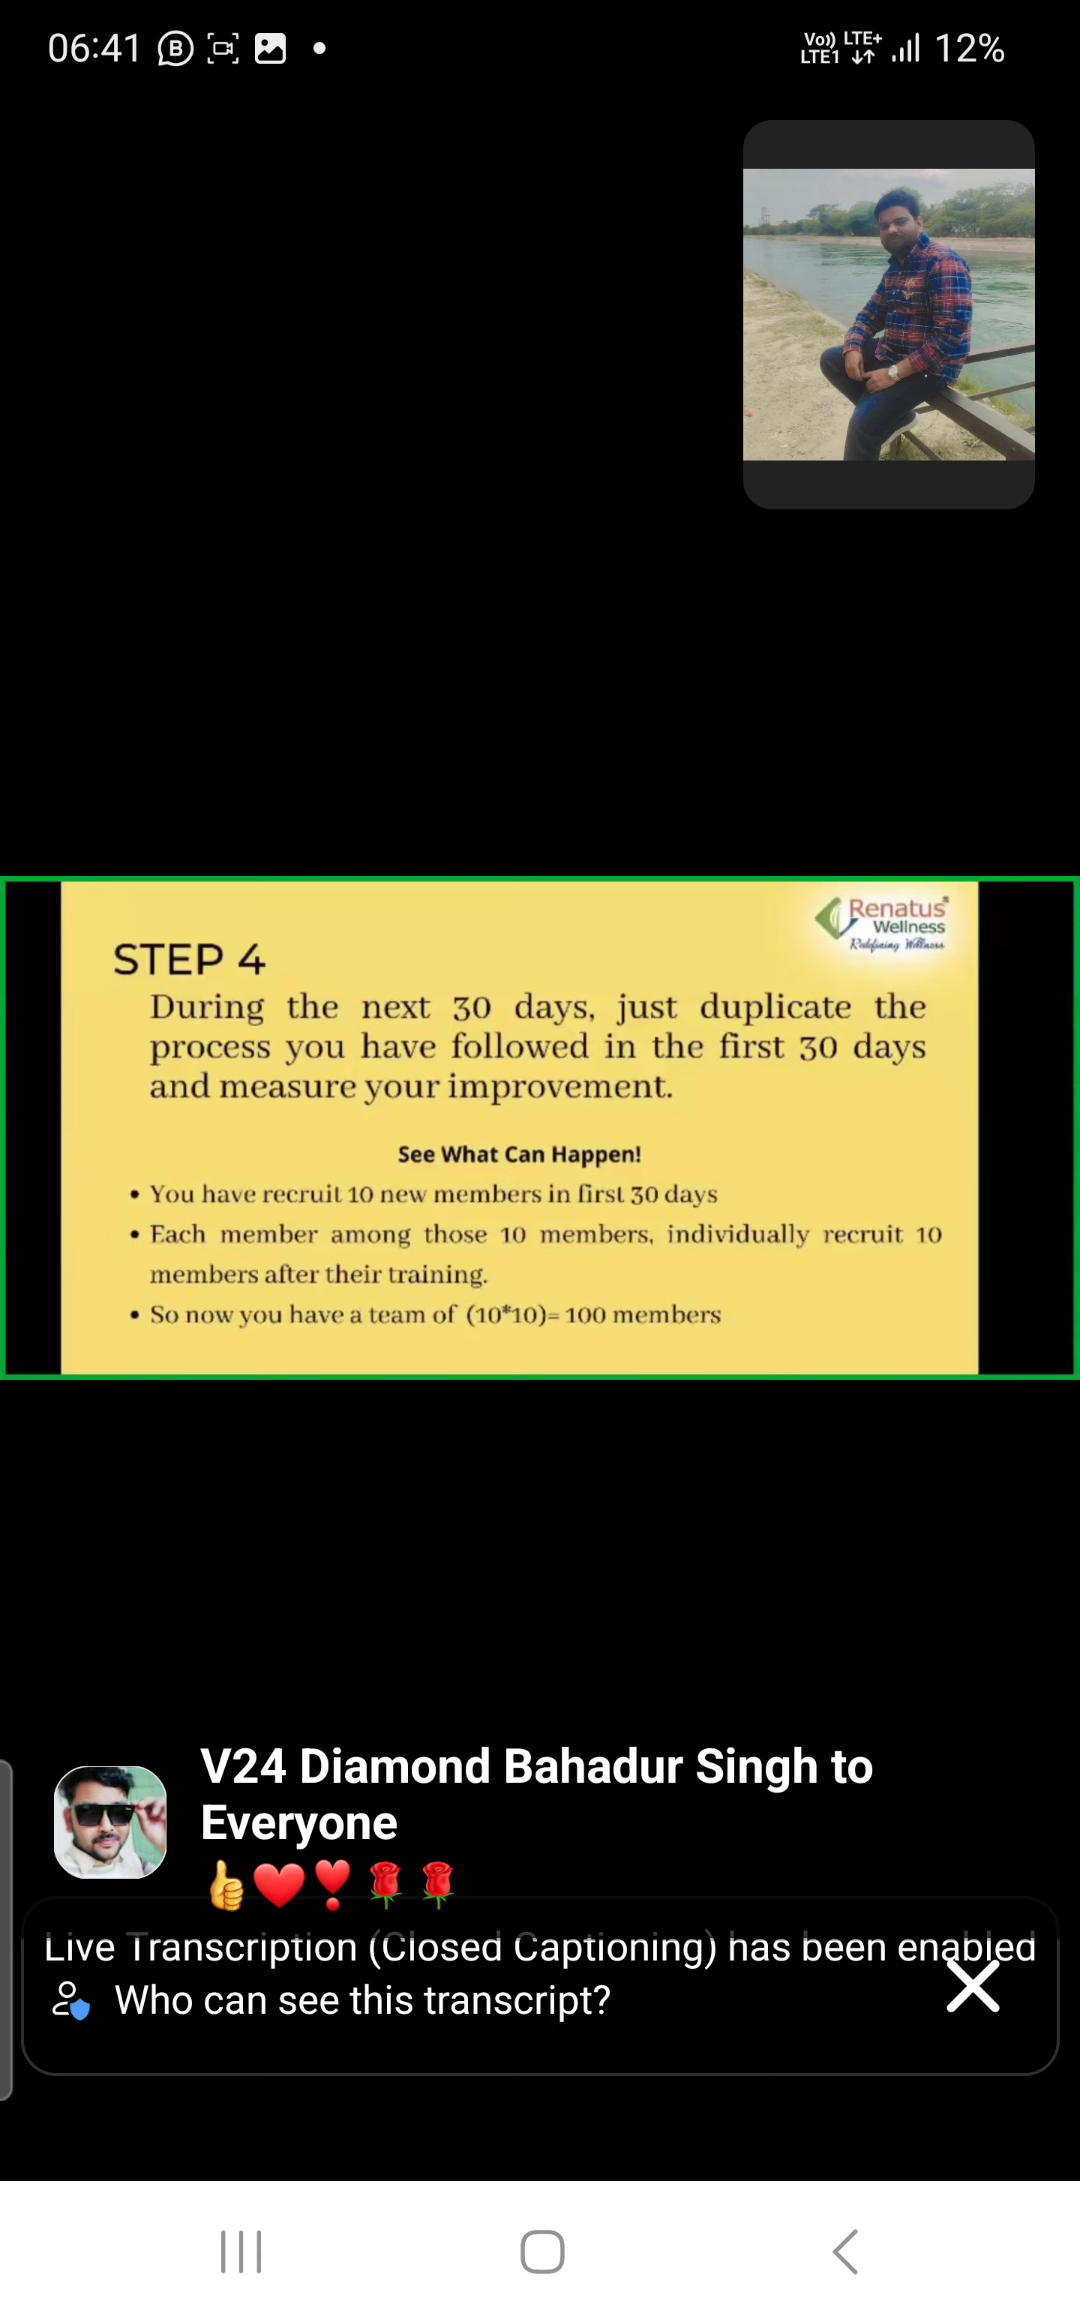 06:41
Vo)) LTE+
LTE1
12%
Renatus
Wellness
Redefining Wellness
STEP 4
During the next 30 days, just duplicate the
process you have followed in the first 30 days
and measure your improvement.
See What Can Happen!
• You have recruit 10 new members in first 30 days
• Each member among those 10 members, individually recruit 10
members after their training.
• So now you have a team of (10*10)= 100 members
V24 Diamond Bahadur Singh to
Everyone
👍❤️❣️🌹🌹
Live Transcription (Closed Captioning) has been enabled
Who can see this transcript?